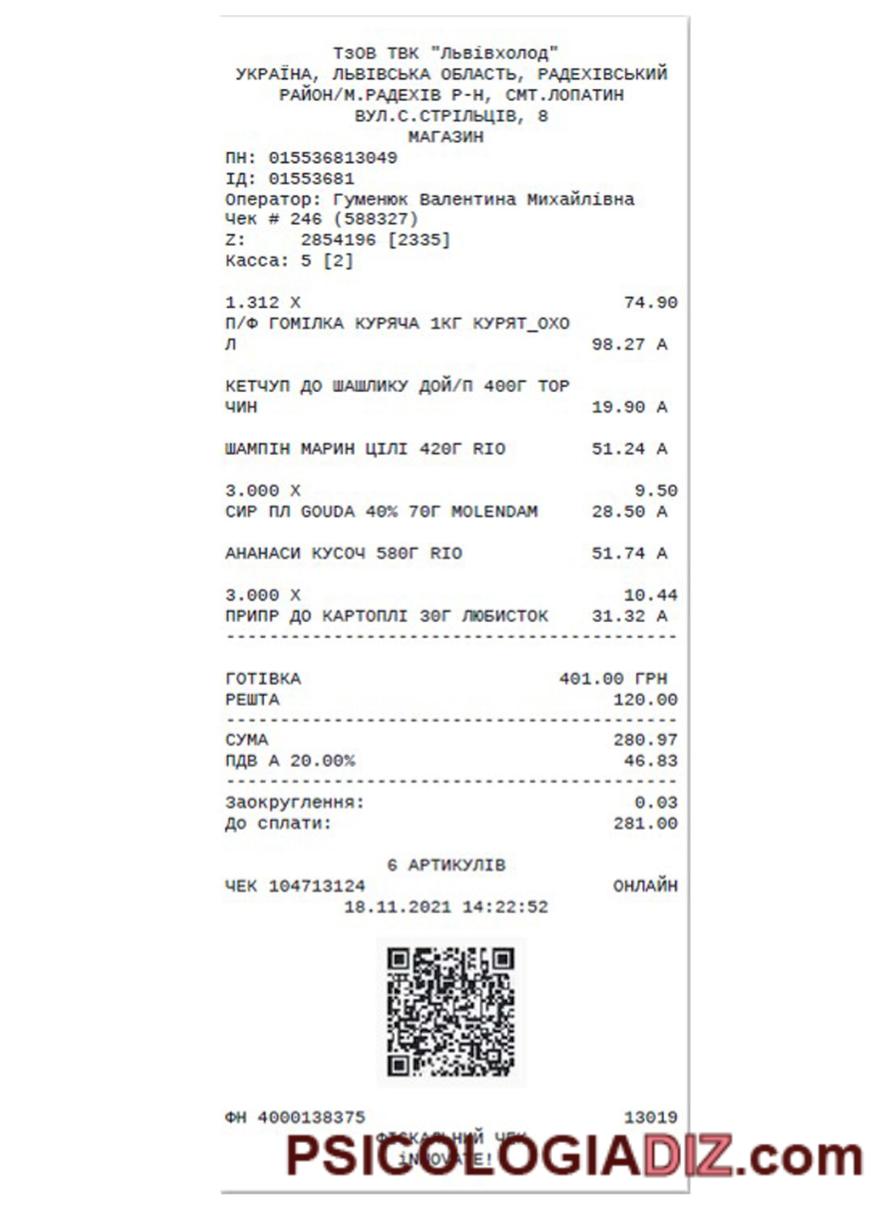 ТзОВ ТВК "Львівхолод"
УКРАЇНА, ЛЬВІВСЬКА ОБЛАСТЬ, РАДЕХІВСЬКИЙ
РАЙОН/М.РАДЕХІВ Р-Н, СМТ.ЛОПАТИН
ВУЛ.С.СТРІЛЬЦІВ, 8
МАГАЗИН
ПН: 015536813049
ІД: 01553681
Оператор: Гуменюк Валентина Михайлівна
Чек # 246 (588327)
Z: 2854196 [2335]
Касса: 5 [2]
1.312 X 74.90
П/Ф ГОМІЛКА КУРЯЧА 1КГ КУРЯТ_ОХО
Л 98.27 А
КЕТЧУП ДО ШАШЛИКУ ДОЙ/П 400Г ТОР
ЧИН 19.90 А
ШАМПІН МАРИН ЦІЛІ 420Г RIO 51.24 А
3.000 X 9.50
СИР ПЛ GOUDA 40% 70Г MOLENDAM 28.50 А
АНАНАСИ КУСОЧ 580Г RIO 51.74 А
3.000 X 10.44
ПРИПР ДО КАРТОПЛІ 30Г ЛЮБИСТОК 31.32 А
ГОТІВКА 401.00 ГРН
РЕШТА 120.00
СУМА 280.97
ПДВ А 20.00% 46.83
Заокруглення: 0.03
До сплати: 281.00
6 АРТИКУЛІВ
ЧЕК 104713124 ОНЛАЙН
18.11.2021 14:22:52
ФН 4000138375 13019
ФІСКАЛЬНИЙ ЧЕК
iNNOVATE!
PSICOLOGIADIZ.com